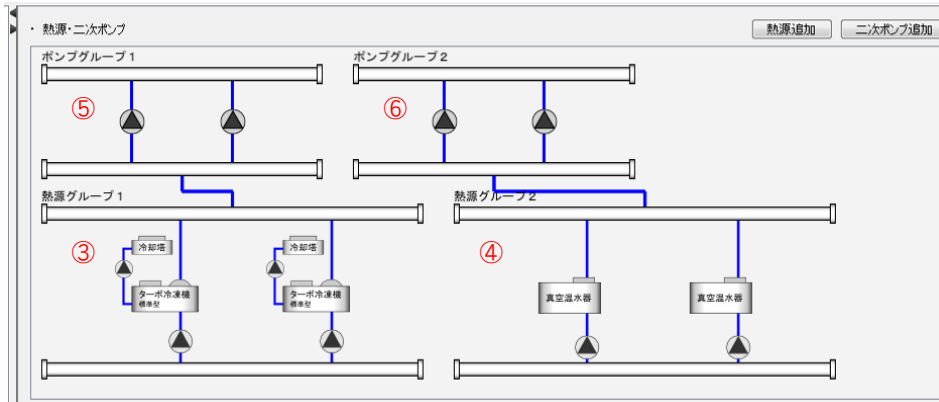 ・ 熱源・二次ポンプ
熱源追加
二次ポンプ追加
ポンプグループ1
ポンプグループ2
⑤
⑥
熱源グループ1
熱源グループ2
③
④
冷却塔
冷却塔
ターボ冷凍機
標準型
ターボ冷凍機
標準型
真空温水器
真空温水器